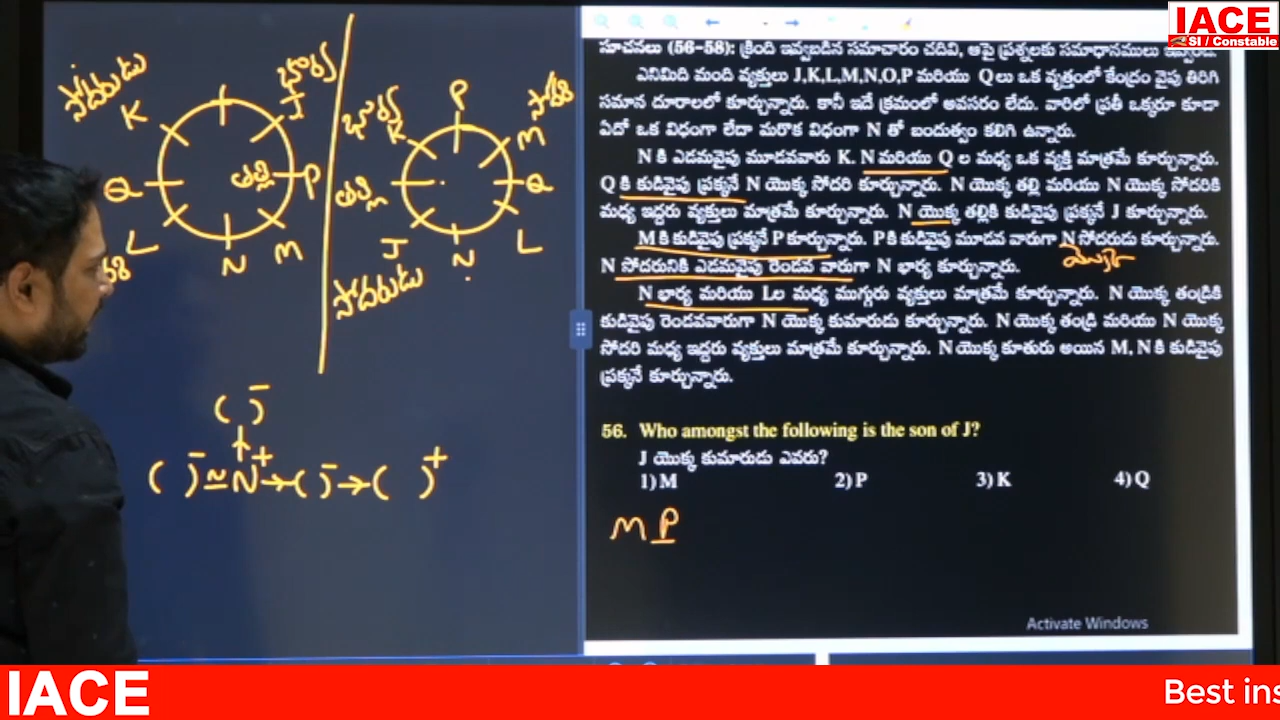 IACE
SI / Constable
సూచనలు (56-58): క్రింది ఇవ్వబడిన సమాచారం చదివి, ఆపై ప్రశ్నలకు సమాధానములు ఇవ్వండి.
ఎనిమిది మంది వ్యక్తులు J,K,L,M,N,O,P మరియు Q లు ఒక వృత్తంలో కేంద్రం వైపు తిరిగి
సమాన దూరాలలో కూర్చున్నారు. కానీ ఇదే క్రమంలో అవసరం లేదు. వారిలో ప్రతీ ఒక్కరూ కూడా
ఏదో ఒక విధంగా లేదా మరొక విధంగా N తో బంధుత్వం కలిగి ఉన్నారు.
N కి ఎడమవైపు మూడవవారు K. N మరియు Q ల మధ్య ఒక వ్యక్తి మాత్రమే కూర్చున్నారు.
Q కి కుడివైపు ప్రక్కనే N యొక్క సోదరి కూర్చున్నారు. N యొక్క తల్లి మరియు N యొక్క సోదరికి
మధ్య ఇద్దరు వ్యక్తులు మాత్రమే కూర్చున్నారు. N యొక్క తల్లికి కుడివైపు ప్రక్కనే J కూర్చున్నారు.
M కి కుడివైపు ప్రక్కనే P కూర్చున్నారు. P కి కుడివైపు మూడవ వారుగా N సోదరుడు కూర్చున్నారు.
యొక్క
N సోదరునికి ఎడమవైపు రెండవ వారుగా N భార్య కూర్చున్నారు.
N భార్య మరియు Lల మధ్య ముగ్గురు వ్యక్తులు మాత్రమే కూర్చున్నారు. N యొక్క తండ్రికి
కుడివైపు రెండవవారుగా N యొక్క కుమారుడు కూర్చున్నారు. N యొక్క తండ్రి మరియు N యొక్క
సోదరి మధ్య ఇద్దరు వ్యక్తులు మాత్రమే కూర్చున్నారు. N యొక్క కూతురు అయిన M, N కి కుడివైపు
ప్రక్కనే కూర్చున్నారు.
56. Who amongst the following is the son of J?
J యొక్క కుమారుడు ఎవరు?
1) M 2) P 3) K 4) Q
M P
సోదరుడు
K
భార్య
J
Q
తల్లి
P
L
N
M
P
భార్య
K
M
తల్లి
Q
J
N
L
సోదరుడు
( )⁻
( )⁻ ≃ N⁺ → ( )⁻ → ( )⁺
Activate Windows
IACE
Best ins